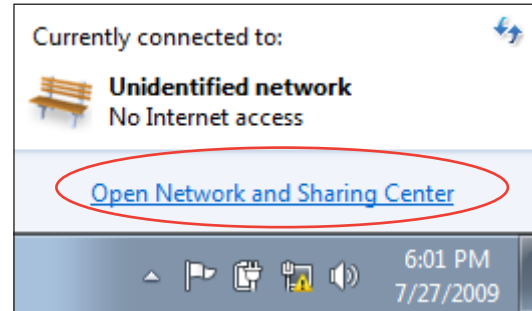 Currently connected to:
Unidentified network
No Internet access
Open Network and Sharing Center
6:01 PM
7/27/2009